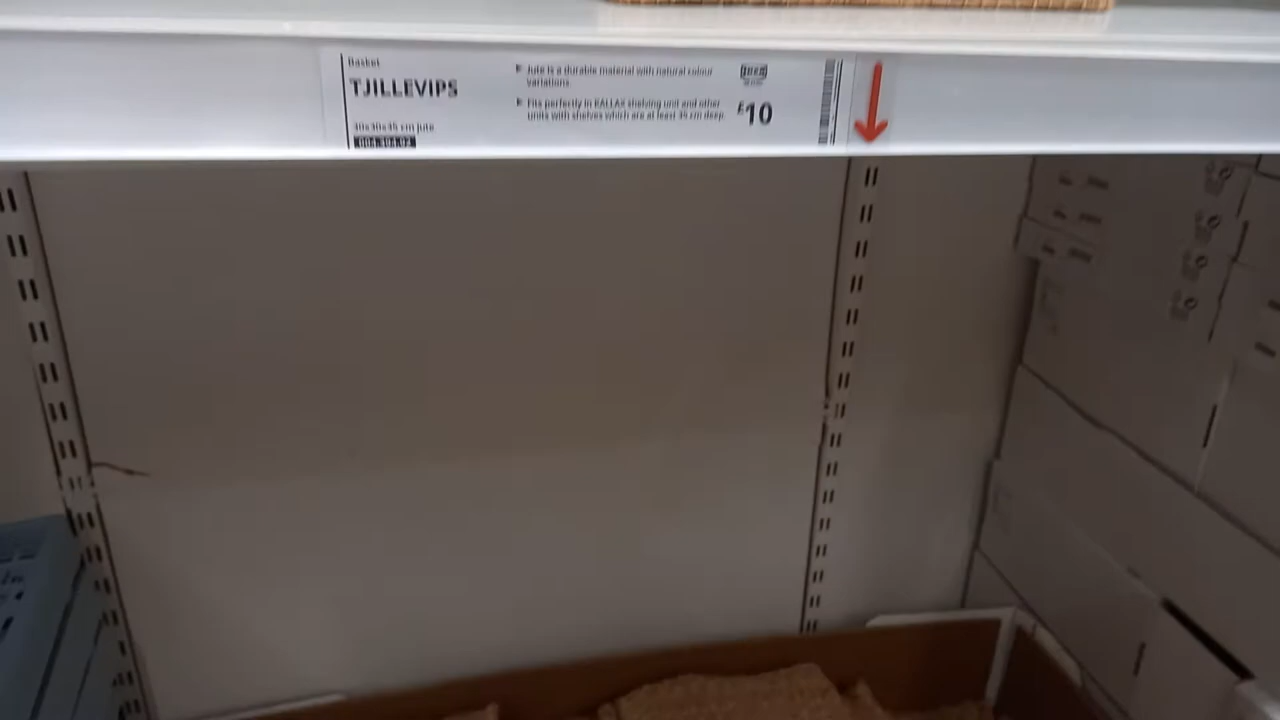 Basket
TJILLEVIPS
30x30x35 cm jute
Jute is a durable material with natural colour
variations.
Fits perfectly in KALLAX shelving unit and other
units with shelves which are at least 35 cm deep.
£10